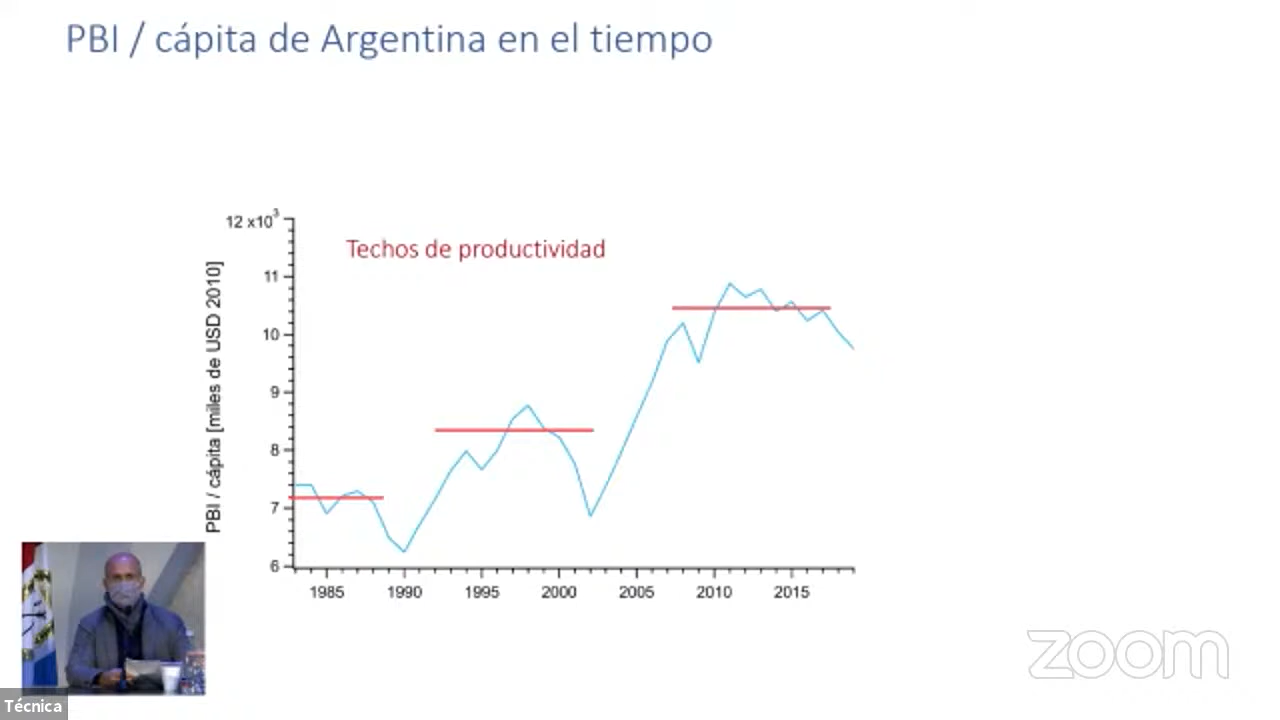 PBI / cápita de Argentina en el tiempo
12 x10³
Techos de productividad
11
10
9
8
7
6
PBI / cápita [miles de USD 2010]
1985 1990 1995 2000 2005 2010 2015
zoom
Técnica